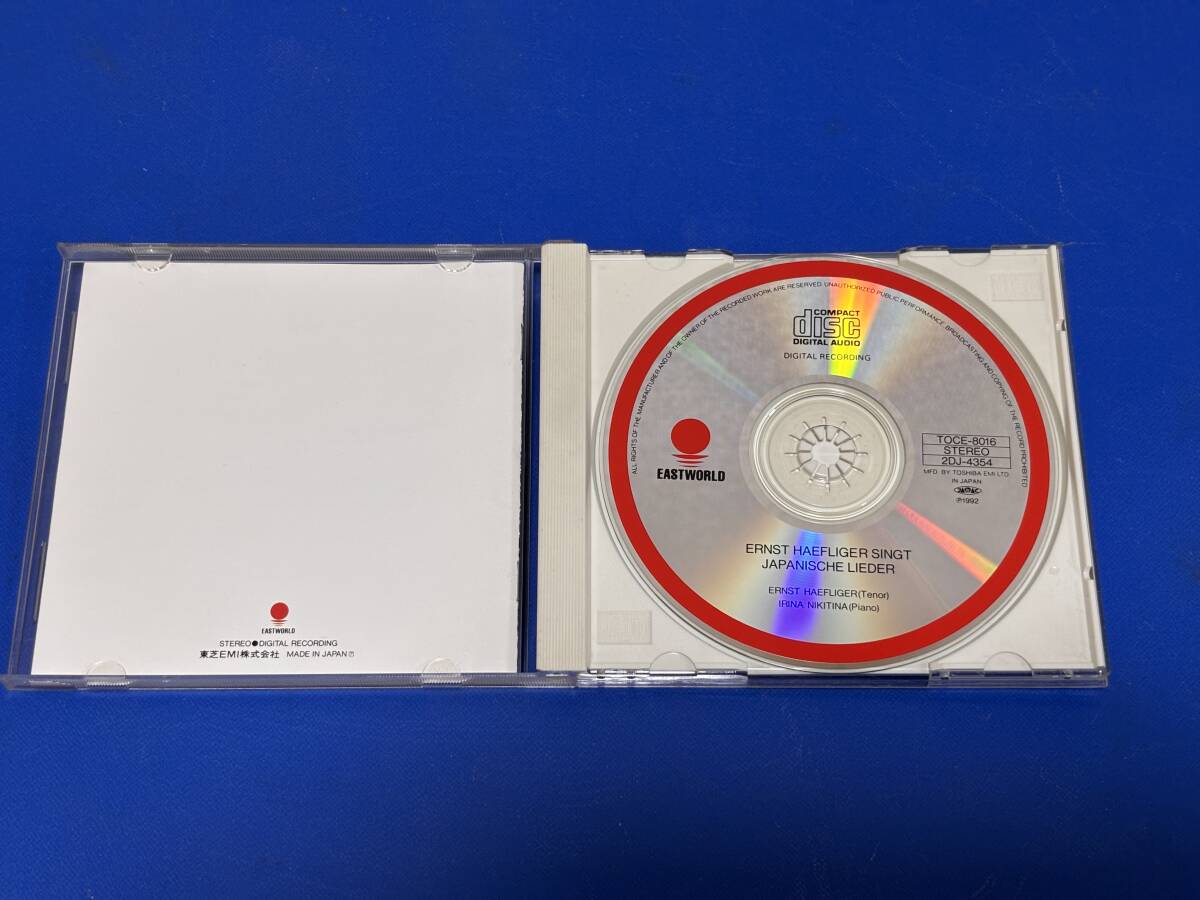 EASTWORLD
STEREO●DIGITAL RECORDING
東芝EMI株式会社 MADE IN JAPAN Ⓟ
ALL RIGHTS OF THE MANUFACTURER AND OF THE OWNER OF THE RECORDED WORK ARE RESERVED. UNAUTHORIZED PUBLIC PERFORMANCE, BROADCASTING AND COPYING OF THE RECORD PROHIBITED
COMPACT
disc
DIGITAL AUDIO
DIGITAL RECORDING
EASTWORLD
TOCE-8016
STEREO
2DJ-4354
MFD. BY TOSHIBA EMI LTD.
IN JAPAN
JASRAC
Ⓟ1992
ERNST HAEFLIGER SINGT
JAPANISCHE LIEDER
ERNST HAEFLIGER(Tenor)
IRINA NIKITINA(Piano)